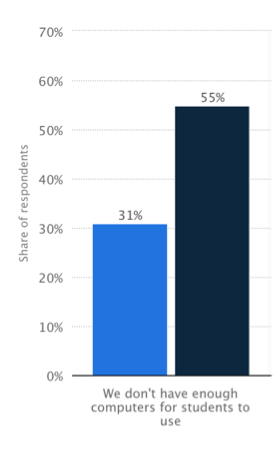 70%
60%
50%
40%
30%
20%
10%
0%
Share of respondents
31%
55%
We don't have enough
computers for students to
use